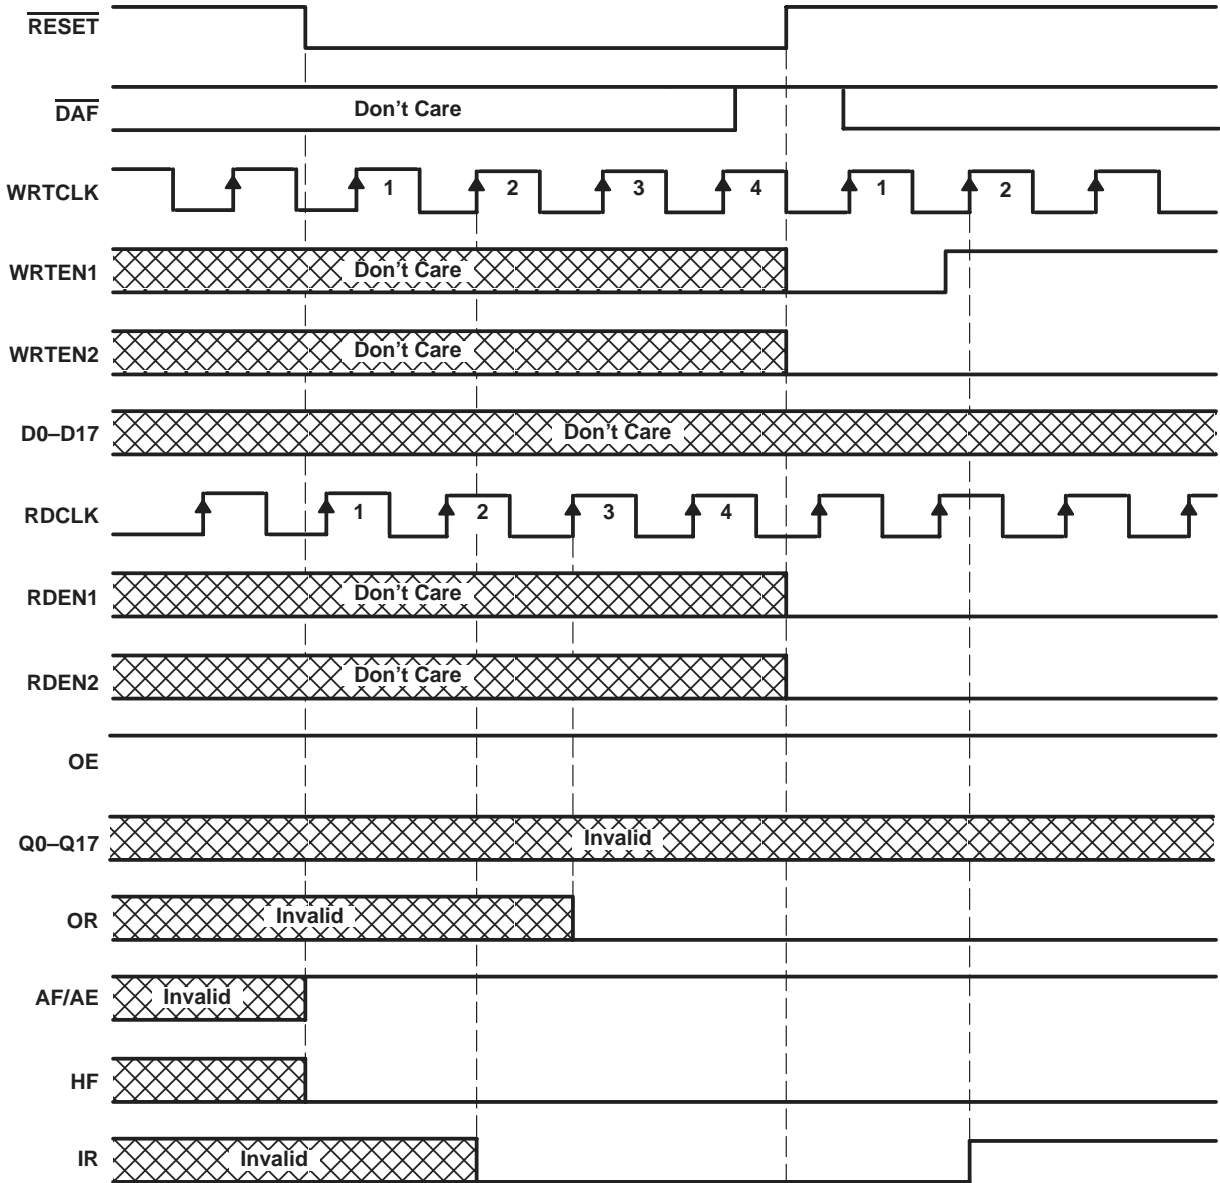 RESET
DAF Don't Care
WRTCLK 1 2 3 4 1 2
WRTEN1 Don't Care
WRTEN2 Don't Care
D0–D17 Don't Care
RDCLK 1 2 3 4
RDEN1 Don't Care
RDEN2 Don't Care
OE
Q0–Q17 Invalid
OR Invalid
AF/AE Invalid
HF
IR Invalid